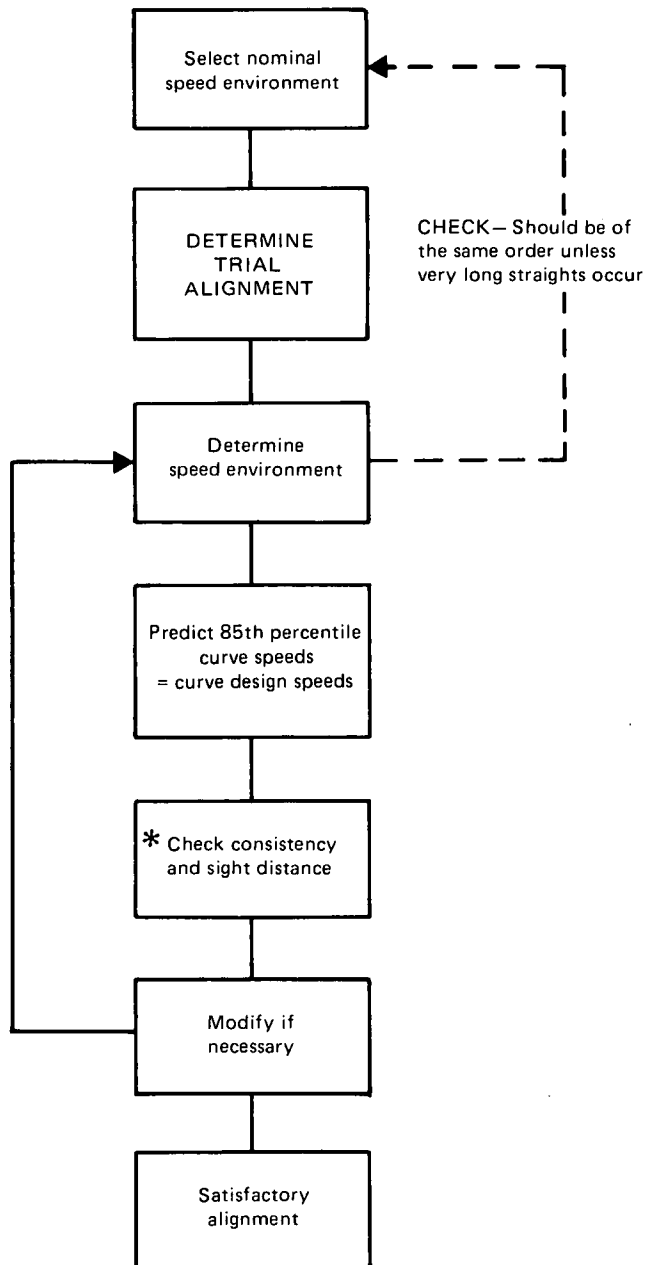 Select nominal
speed environment
CHECK — Should be of
the same order unless
very long straights occur
DETERMINE
TRIAL
ALIGNMENT
Determine
speed environment
Predict 85th percentile
curve speeds
= curve design speeds
* Check consistency
and sight distance
Modify if
necessary
Satisfactory
alignment